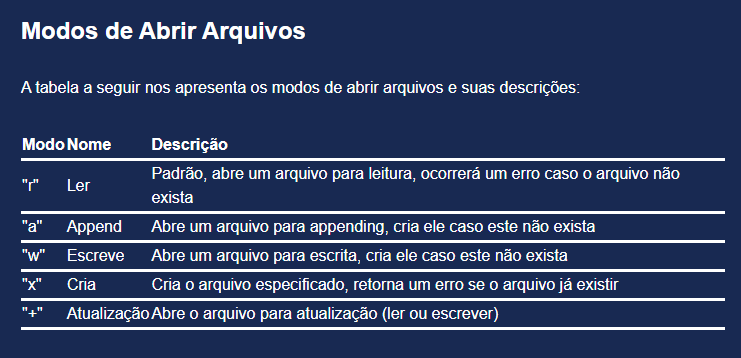 Modos de Abrir Arquivos
A tabela a seguir nos apresenta os modos de abrir arquivos e suas descrições:
Modo Nome Descrição
"r" Ler Padrão, abre um arquivo para leitura, ocorrerá um erro caso o arquivo não
exista
"a" Append Abre um arquivo para appending, cria ele caso este não exista
"w" Escreve Abre um arquivo para escrita, cria ele caso este não exista
"x" Cria Cria o arquivo especificado, retorna um erro se o arquivo já existir
"+" Atualização Abre o arquivo para atualização (ler ou escrever)